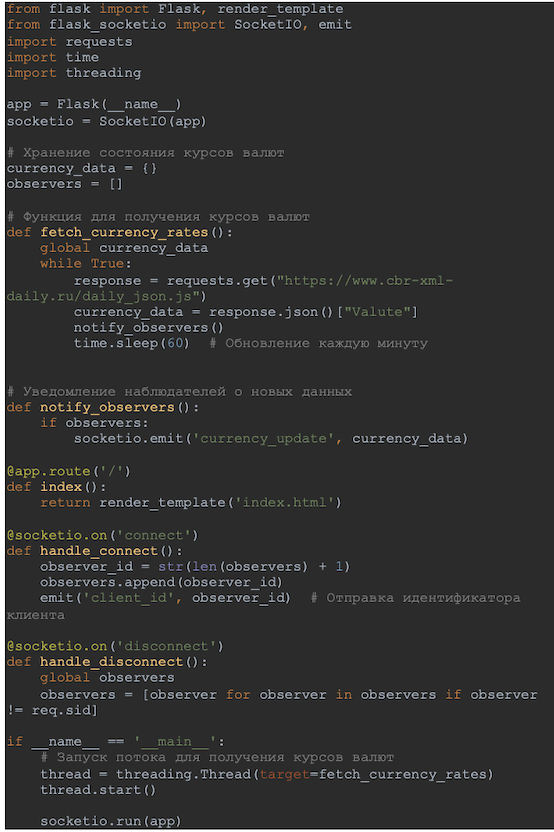 from flask import Flask, render_template
from flask_socketio import SocketIO, emit
import requests
import time
import threading

app = Flask(__name__)
socketio = SocketIO(app)

# Хранение состояния курсов валют
currency_data = {}
observers = []

# Функция для получения курсов валют
def fetch_currency_rates():
    global currency_data
    while True:
        response = requests.get("https://www.cbr-xml-
daily.ru/daily_json.js")
        currency_data = response.json()["Valute"]
        notify_observers()
        time.sleep(60)  # Обновление каждую минуту


# Уведомление наблюдателей о новых данных
def notify_observers():
    if observers:
        socketio.emit('currency_update', currency_data)

@app.route('/')
def index():
    return render_template('index.html')

@socketio.on('connect')
def handle_connect():
    observer_id = str(len(observers) + 1)
    observers.append(observer_id)
    emit('client_id', observer_id)  # Отправка идентификатора
клиента

@socketio.on('disconnect')
def handle_disconnect():
    global observers
    observers = [observer for observer in observers if observer
!= req.sid]

if __name__ == '__main__':
    # Запуск потока для получения курсов валют
    thread = threading.Thread(target=fetch_currency_rates)
    thread.start()

    socketio.run(app)